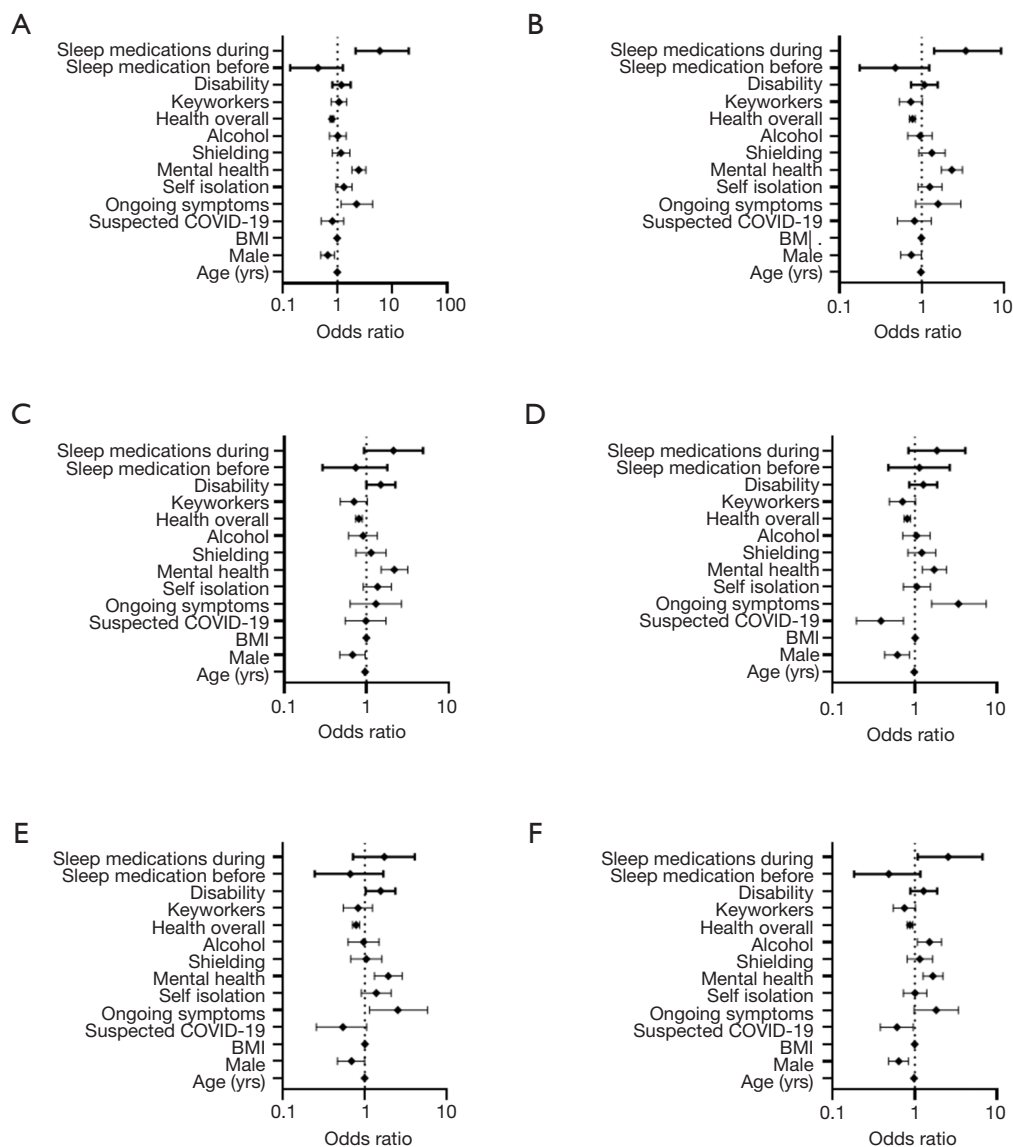 A
Sleep medications during
Sleep medication before
Disability
Keyworkers
Health overall
Alcohol
Shielding
Mental health
Self isolation
Ongoing symptoms
Suspected COVID-19
BMI
Male
Age (yrs)
0.1 1 10 100
Odds ratio
B
Sleep medications during
Sleep medication before
Disability
Keyworkers
Health overall
Alcohol
Shielding
Mental health
Self isolation
Ongoing symptoms
Suspected COVID-19
BM| .
Male
Age (yrs)
0.1 1 10
Odds ratio
C
Sleep medications during
Sleep medication before
Disability
Keyworkers
Health overall
Alcohol
Shielding
Mental health
Self isolation
Ongoing symptoms
Suspected COVID-19
BMI
Male
Age (yrs)
0.1 1 10
Odds ratio
D
Sleep medications during
Sleep medication before
Disability
Keyworkers
Health overall
Alcohol
Shielding
Mental health
Self isolation
Ongoing symptoms
Suspected COVID-19
BMI
Male
Age (yrs)
0.1 1 10
Odds ratio
E
Sleep medications during
Sleep medication before
Disability
Keyworkers
Health overall
Alcohol
Shielding
Mental health
Self isolation
Ongoing symptoms
Suspected COVID-19
BMI
Male
Age (yrs)
0.1 1 10
Odds ratio
F
Sleep medications during
Sleep medication before
Disability
Keyworkers
Health overall
Alcohol
Shielding
Mental health
Self isolation
Ongoing symptoms
Suspected COVID-19
BMI
Male
Age (yrs)
0.1 1 10
Odds ratio